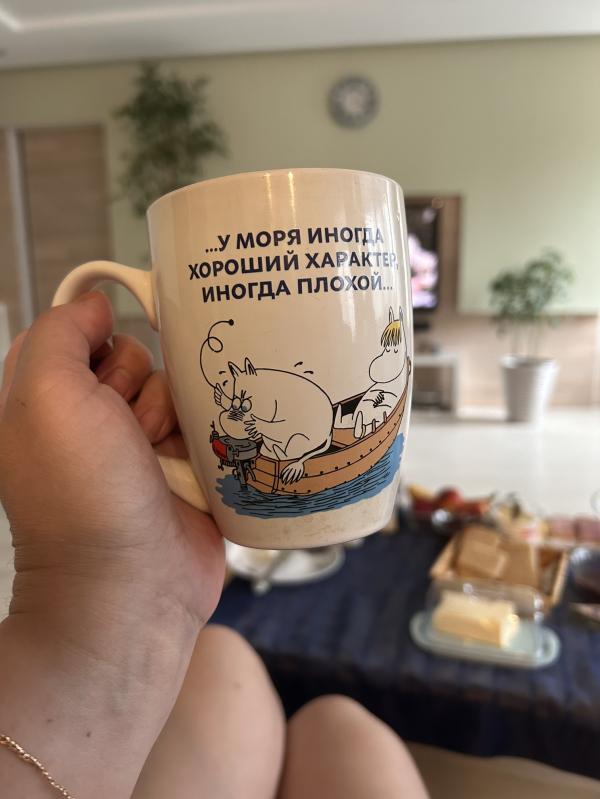 ...У МОРЯ ИНОГДА
ХОРОШИЙ ХАРАКТЕР,
ИНОГДА ПЛОХОЙ...